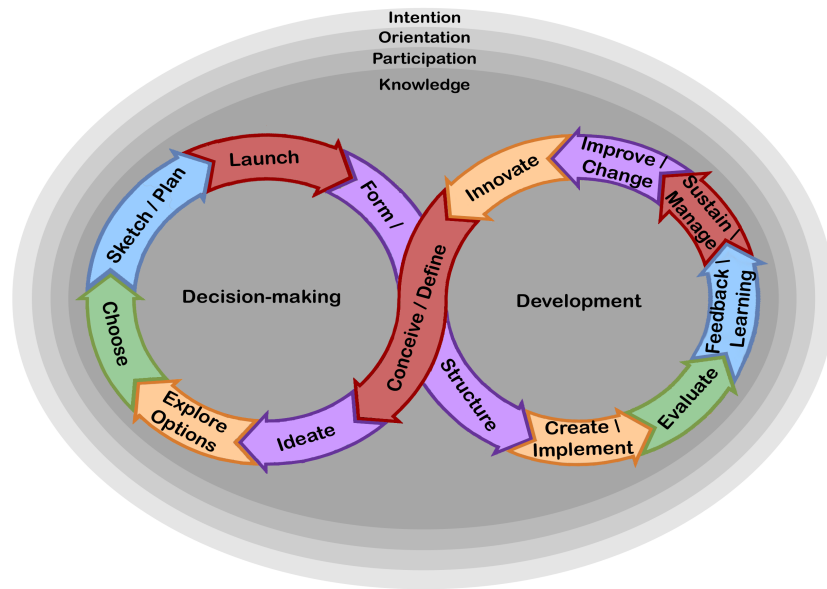 Intention
Orientation
Participation
Knowledge
Launch
Form /
Sketch / Plan
Choose
Explore
Options
Ideate
Conceive / Define
Decision-making
Innovate
Improve /
Change
Sustain \
Manage
Feedback \
Learning
Evaluate
Create \
Implement
Structure
Development